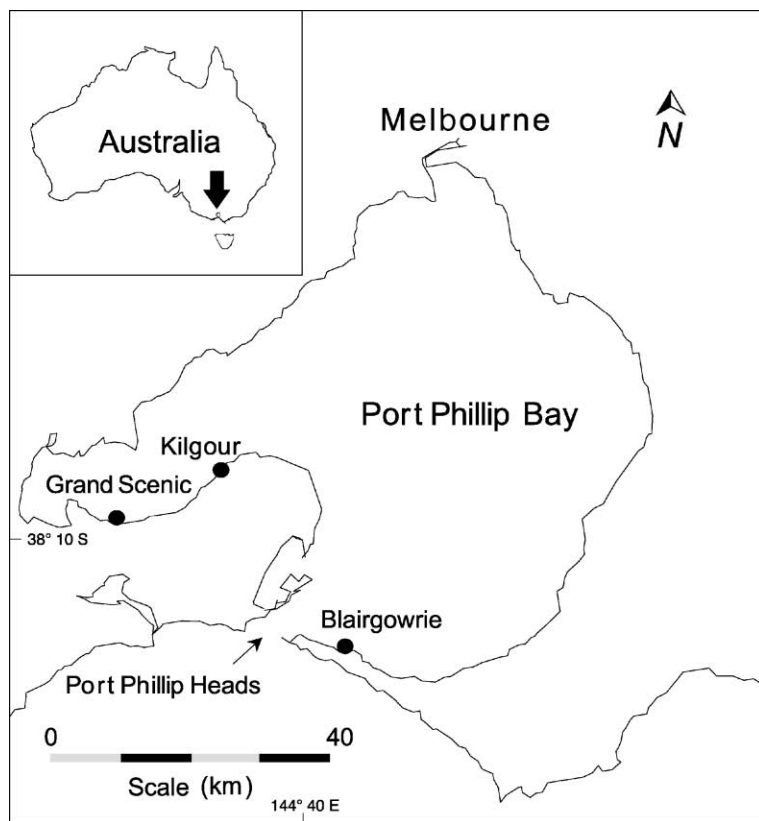 Australia
Melbourne
N
Port Phillip Bay
Kilgour
Grand Scenic
38° 10 S
Blairgowrie
Port Phillip Heads
0 40
Scale (km)
144° 40 E